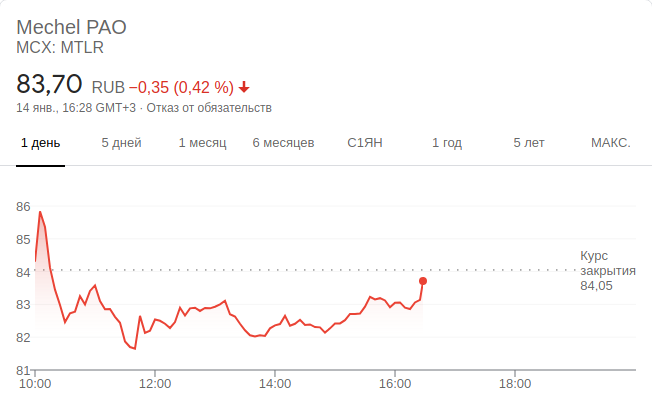 Mechel PAO
MCX: MTLR
83,70 RUB −0,35 (0,42 %)
14 янв., 16:28 GMT+3 · Отказ от обязательств
1 день 5 дней 1 месяц 6 месяцев С1ЯН 1 год 5 лет МАКС.
86
85
84
83
82
81
Курс
закрытия
84,05
10:00 12:00 14:00 16:00 18:00